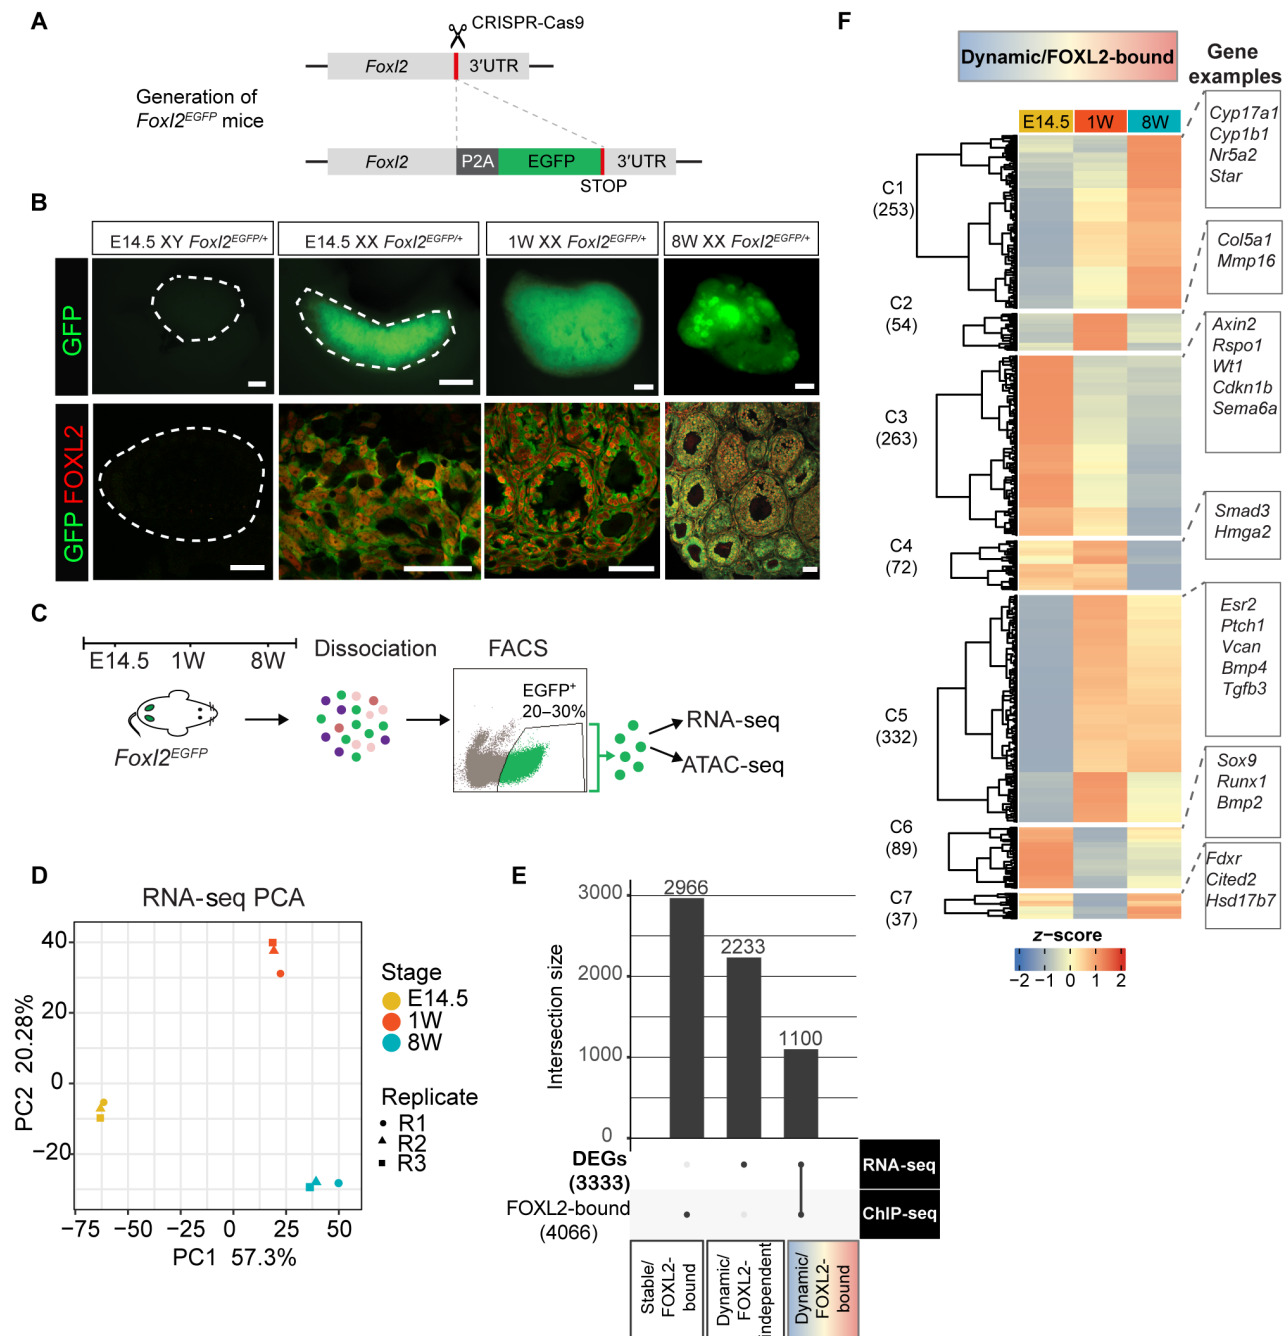 A
CRISPR-Cas9
Foxl2
3′UTR
Generation of
Foxl2EGFP mice
Foxl2
P2A
EGFP
3′UTR
STOP
B
E14.5 XY Foxl2EGFP/+
E14.5 XX Foxl2EGFP/+
1W XX Foxl2EGFP/+
8W XX Foxl2EGFP/+
GFP
GFP FOXL2
C
E14.5
1W
8W
Foxl2EGFP
Dissociation
FACS
EGFP+
20–30%
RNA-seq
ATAC-seq
D
RNA-seq PCA
PC2 20.28%
40
20
0
−20
−75
−50
−25
0
25
50
PC1 57.3%
Stage
E14.5
1W
8W
Replicate
R1
R2
R3
E
Intersection size
3000
2000
1000
0
2966
2233
1100
DEGs
(3333)
FOXL2-bound
(4066)
RNA-seq
ChIP-seq
Stable/
FOXL2-
bound
Dynamic/
FOXL2-
independent
Dynamic/
FOXL2-
bound
F
Dynamic/FOXL2-bound
Gene
examples
E14.5
1W
8W
C1
(253)
Cyp17a1
Cyp1b1
Nr5a2
Star
C2
(54)
Col5a1
Mmp16
C3
(263)
Axin2
Rspo1
Wt1
Cdkn1b
Sema6a
C4
(72)
Smad3
Hmga2
C5
(332)
Esr2
Ptch1
Vcan
Bmp4
Tgfb3
C6
(89)
Sox9
Runx1
Bmp2
C7
(37)
Fdxr
Cited2
Hsd17b7
z−score
−2 −1 0 1 2